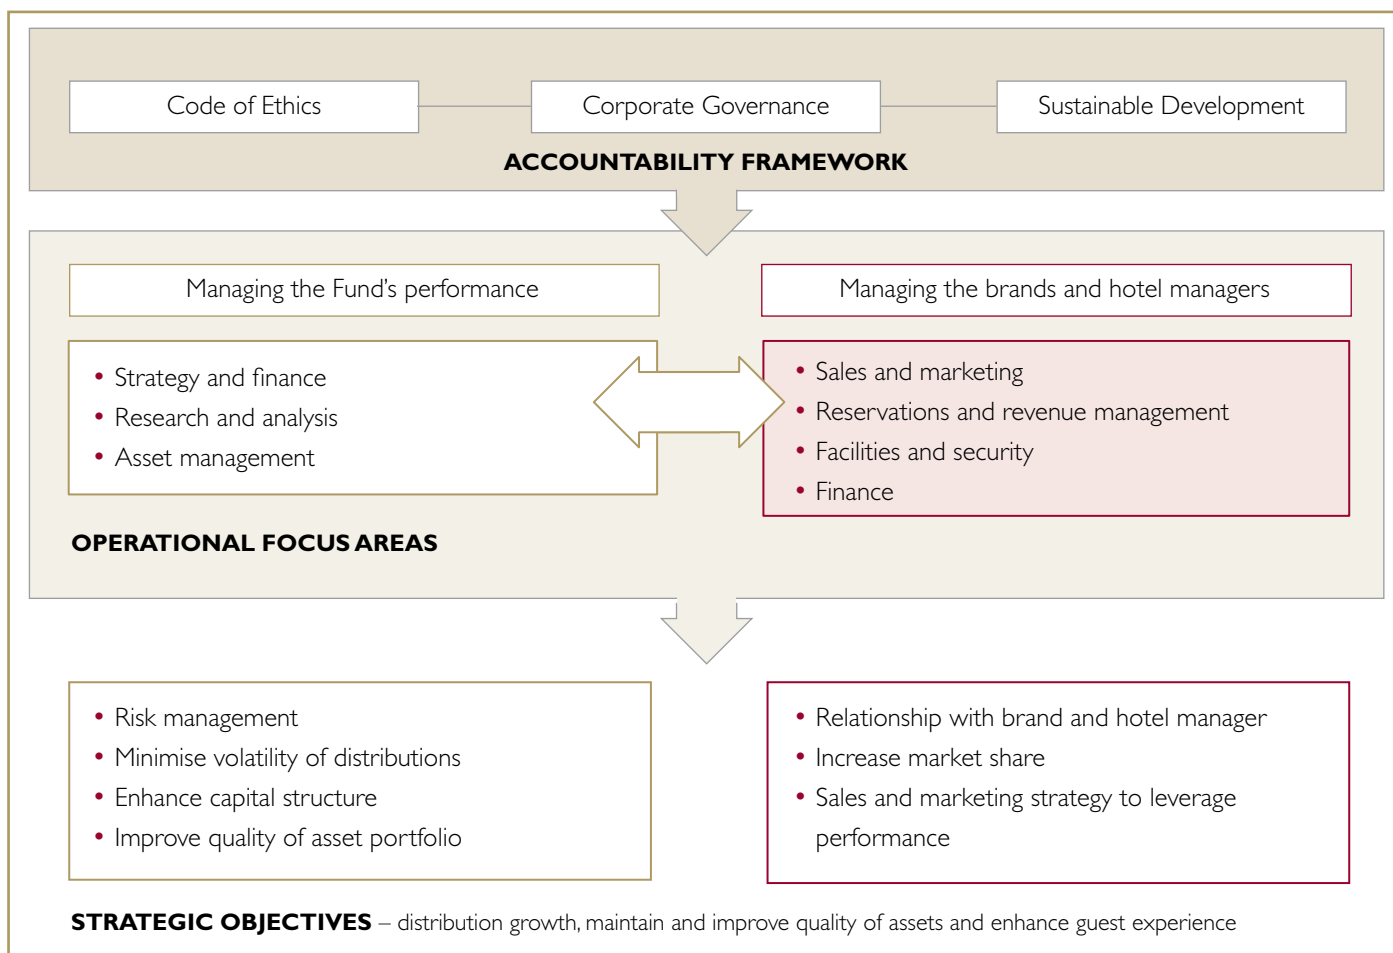 Code of Ethics
Corporate Governance
Sustainable Development
ACCOUNTABILITY FRAMEWORK
Managing the Fund's performance
Managing the brands and hotel managers
• Strategy and finance
• Research and analysis
• Asset management
• Sales and marketing
• Reservations and revenue management
• Facilities and security
• Finance
OPERATIONAL FOCUS AREAS
• Risk management
• Minimise volatility of distributions
• Enhance capital structure
• Improve quality of asset portfolio
• Relationship with brand and hotel manager
• Increase market share
• Sales and marketing strategy to leverage
performance
STRATEGIC OBJECTIVES – distribution growth, maintain and improve quality of assets and enhance guest experience